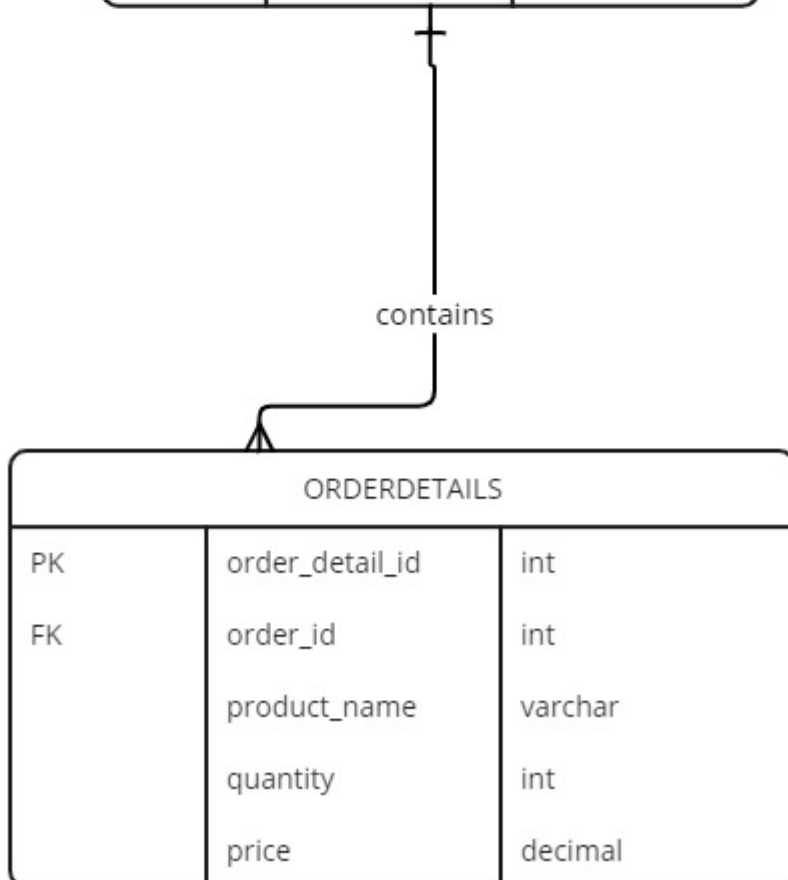 contains
ORDERDETAILS
PK order_detail_id int
FK order_id int
product_name varchar
quantity int
price decimal